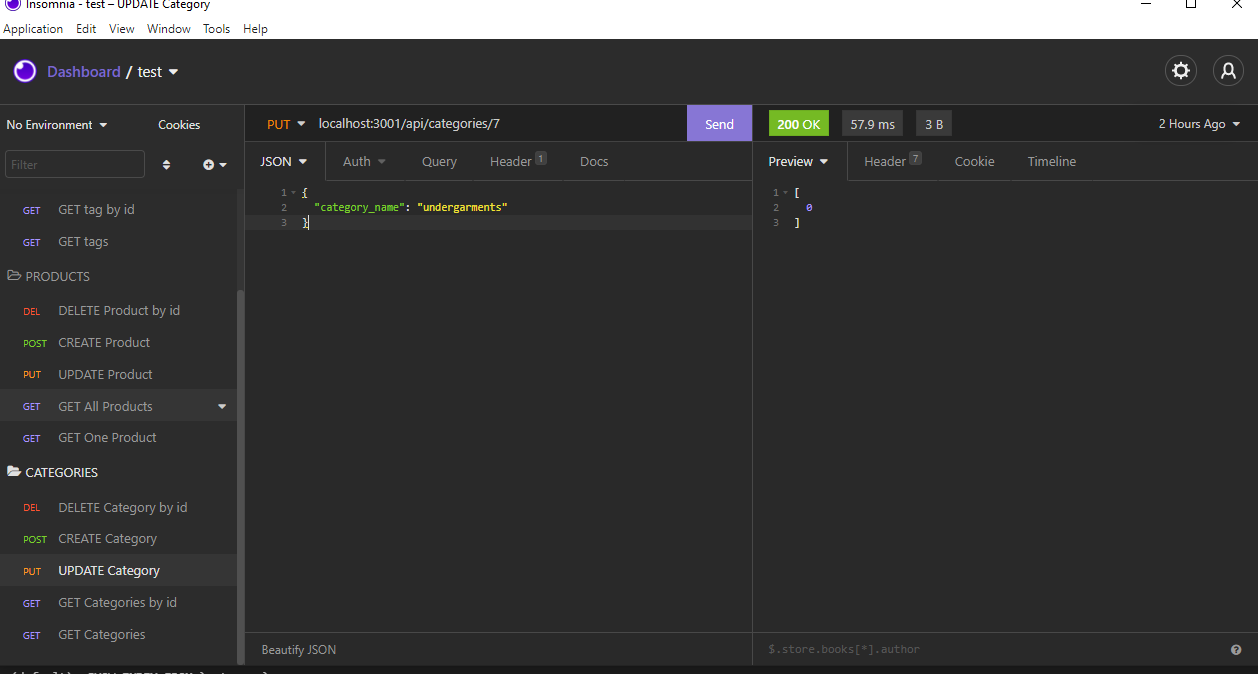 Insomnia - test – UPDATE Category
Application Edit View Window Tools Help
Dashboard / test
No Environment Cookies
Filter
GET GET tag by id
GET GET tags
PRODUCTS
DEL DELETE Product by id
POST CREATE Product
PUT UPDATE Product
GET GET All Products
GET GET One Product
CATEGORIES
DEL DELETE Category by id
POST CREATE Category
PUT UPDATE Category
GET GET Categories by id
GET GET Categories
PUT localhost:3001/api/categories/7 Send
JSON Auth Query Header 1 Docs
1 {
2 "category_name": "undergarments"
3 }
Beautify JSON
200 OK 57.9 ms 3 B 2 Hours Ago
Preview Header 7 Cookie Timeline
1 [
2 0
3 ]
$.store.books[*].author